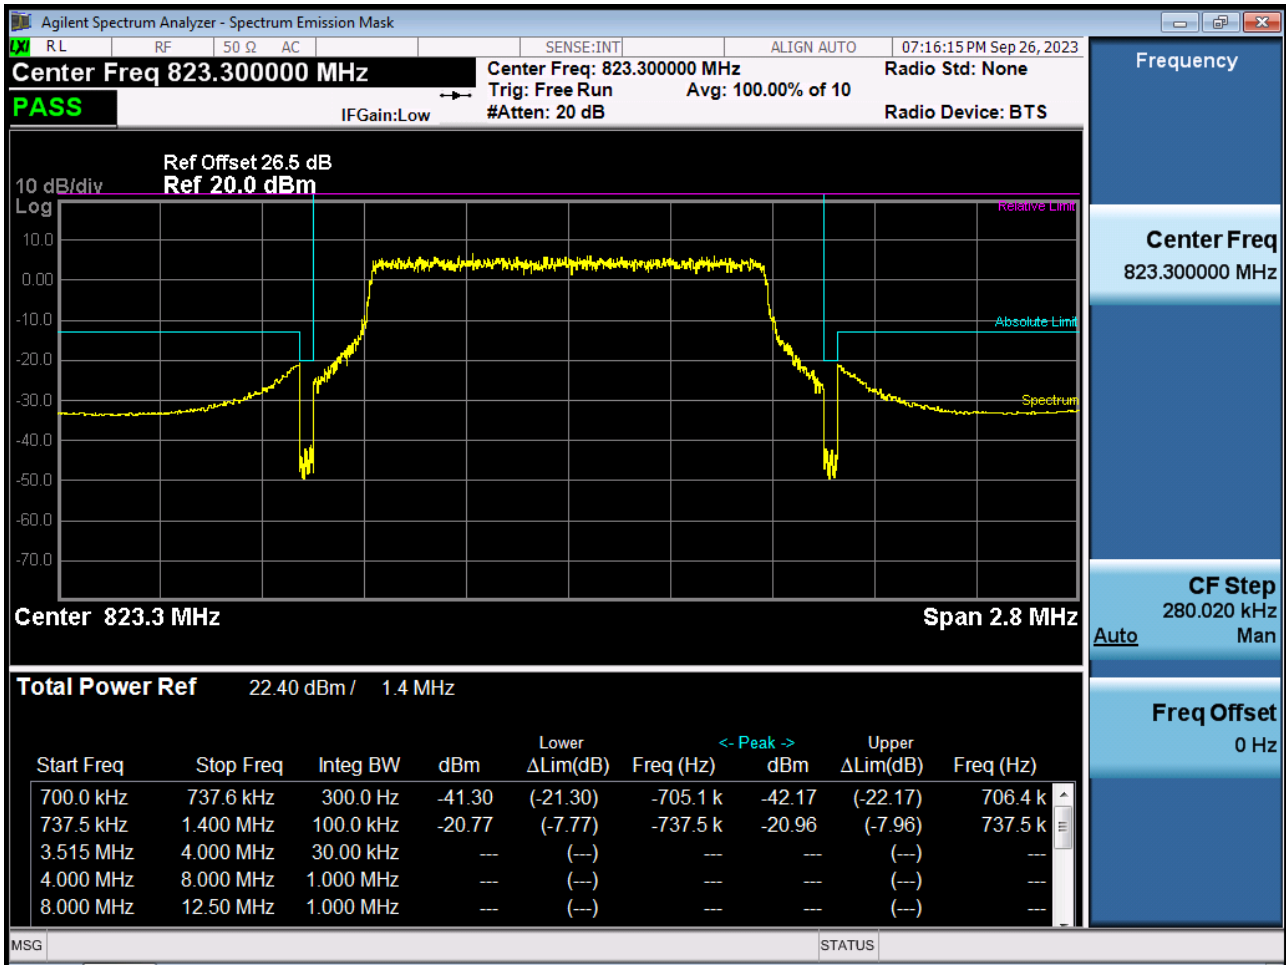 Agilent Spectrum Analyzer - Spectrum Emission Mask
LXI RL RF 50 Ω AC SENSE:INT ALIGN AUTO 07:16:15 PM Sep 26, 2023
Center Freq 823.300000 MHz
Center Freq: 823.300000 MHz Radio Std: None
Trig: Free Run Avg: 100.00% of 10
PASS
IFGain:Low #Atten: 20 dB Radio Device: BTS
Ref Offset 26.5 dB
10 dB/div Ref 20.0 dBm
Log
Relative Limit
10.0
0.00
-10.0
Absolute Limit
-20.0
-30.0
Spectrum
-40.0
-50.0
-60.0
-70.0
Center 823.3 MHz Span 2.8 MHz
Total Power Ref 22.40 dBm / 1.4 MHz
Lower <- Peak -> Upper
Start Freq Stop Freq Integ BW dBm ΔLim(dB) Freq (Hz) dBm ΔLim(dB) Freq (Hz)
700.0 kHz 737.6 kHz 300.0 Hz -41.30 (-21.30) -705.1 k -42.17 (-22.17) 706.4 k
737.5 kHz 1.400 MHz 100.0 kHz -20.77 (-7.77) -737.5 k -20.96 (-7.96) 737.5 k
3.515 MHz 4.000 MHz 30.00 kHz --- (---) --- --- (---) ---
4.000 MHz 8.000 MHz 1.000 MHz --- (---) --- --- (---) ---
8.000 MHz 12.50 MHz 1.000 MHz --- (---) --- --- (---) ---
MSG STATUS
Frequency
Center Freq
823.300000 MHz
CF Step
280.020 kHz
Auto Man
Freq Offset
0 Hz